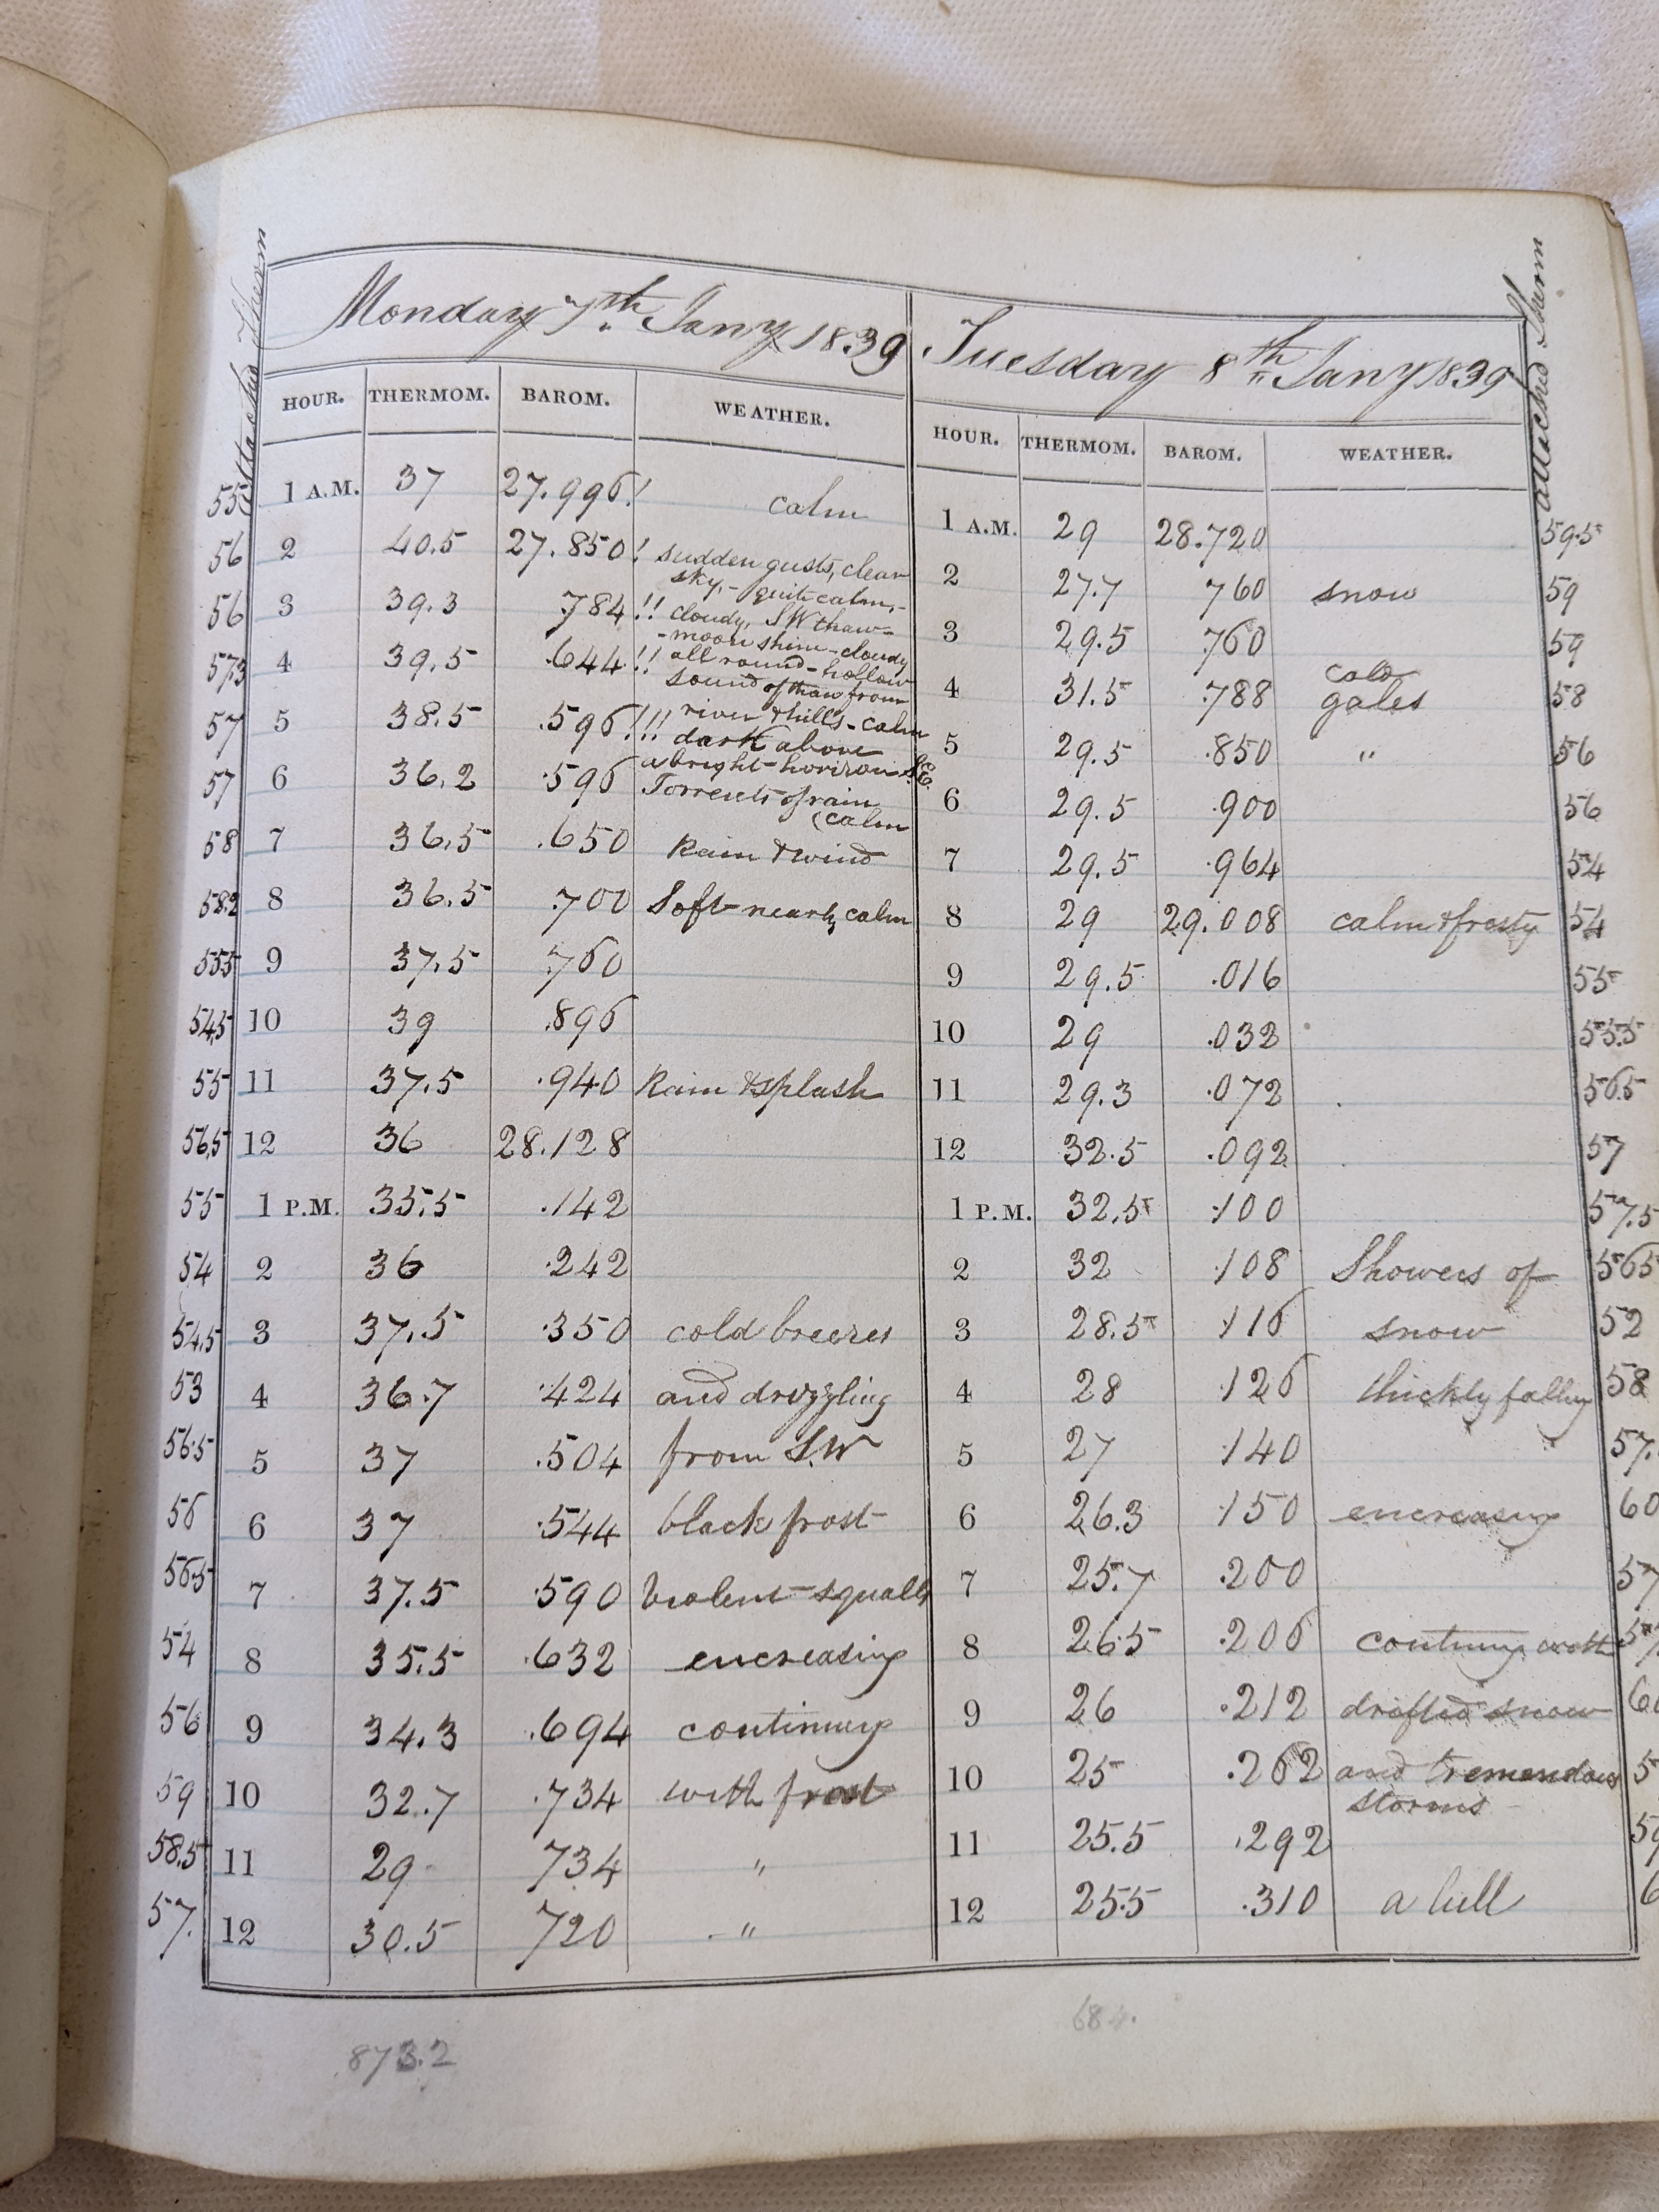 Attached Therm
Monday 7th Jany 1839
HOUR. THERMOM. BAROM. WEATHER.
55 1 A.M. 37 27.996! calm
56 2 40.5 27.850! sudden gusts, clear
sky,- quite calm,-
56 3 39.3 .784!! cloudy, SW thaw-
-moon shine-cloudy
57.3 4 39.5 .644!! all round-hollow
sound of thaw from
57 5 38.5 .596!!! river & hills-calm
dark above
57 6 36.2 .596 a bright-horizon S.E.
Torrents of rain
(calm
58 7 36.5 .650 Rain & wind
58.2 8 36.5 .700 Soft-nearly calm
55.5 9 37.5 .760
54.5 10 39 .896
55 11 37.5 .940 Rain & splash
56.5 12 36 28.128
55 1 P.M. 35.5 .142
54 2 36 .242
54.5 3 37.5 .350 cold breezes
53 4 36.7 .424 and drizzling
56.5 5 37 .504 from S.W
56 6 37 .544 black frost
56.5 7 37.5 .590 Violent squalls
54 8 35.5 .632 encreasing
56 9 34.3 .694 continuing
59 10 32.7 .734 with frost
58.5 11 29 734 "
57. 12 30.5 720 "
873.2
Tuesday 8th Jany 1839
attached Therm
HOUR. THERMOM. BAROM. WEATHER.
1 A.M. 29 28.720 59.5
2 27.7 760 snow 59
3 29.5 .760 59
cold
4 31.5 .788 gales 58
5 29.5 .850 " 56
6 29.5 .900 56
7 29.5 .964 54
8 29 29.008 calm & frosty 54
9 29.5 .016 55
10 29 .032 55.5
11 29.3 .072 56.5
12 32.5 .092 57
1 P.M. 32.5 .100 57.5
2 32 .108 Showers of 56.5
3 28.5 .116 snow 52
4 28 .126 thickly falling 58
5 27 .140 57.
6 26.3 .150 encreasing 60
7 25.7 .200 57
8 26.5 .206 continuing with
9 26 .212 drifted snow
10 25 .262 and tremendous
storms
11 25.5 .292
12 25.5 .310 a lull
684.